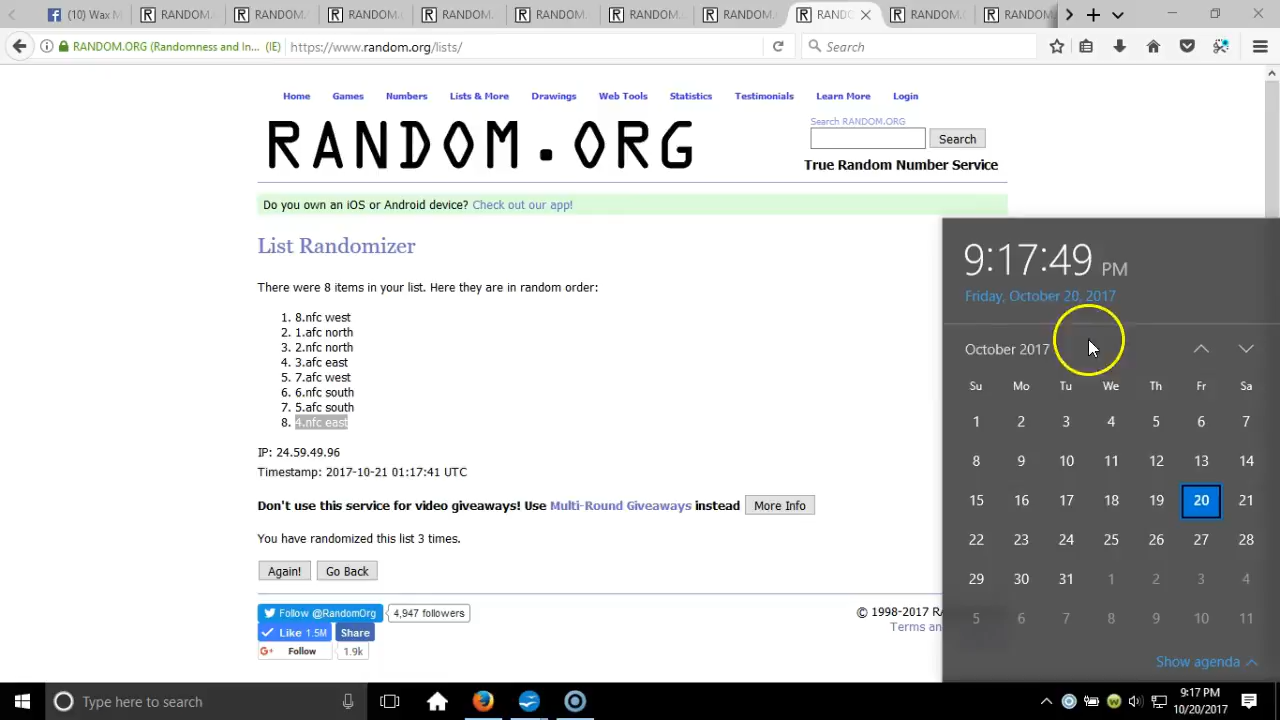 (10) Wax M
RANDOM.
RANDOM.
RANDOM.
RANDOM.
RANDOM.
RANDOM.
RANDOM.
RANDO
RANDOM.
RANDOM
RANDOM.ORG (Randomness and In... (IE)
https://www.random.org/lists/
Search
Home Games Numbers Lists & More Drawings Web Tools Statistics Testimonials Learn More Login
RANDOM.ORG
Search RANDOM.ORG
Search
True Random Number Service
Do you own an iOS or Android device? Check out our app!
List Randomizer
There were 8 items in your list. Here they are in random order:
1. 8.nfc west
2. 1.afc north
3. 2.nfc north
4. 3.afc east
5. 7.afc west
6. 6.nfc south
7. 5.afc south
8. 4.nfc east
IP: 24.59.49.96
Timestamp: 2017-10-21 01:17:41 UTC
Don't use this service for video giveaways! Use Multi-Round Giveaways instead More Info
You have randomized this list 3 times.
Again! Go Back
Follow @RandomOrg 4,947 followers
Like 1.5M Share
G+ Follow 1.9k
© 1998-2017 R
Terms an
9:17:49 PM
Friday, October 20, 2017
October 2017
Su Mo Tu We Th Fr Sa
1 2 3 4 5 6 7
8 9 10 11 12 13 14
15 16 17 18 19 20 21
22 23 24 25 26 27 28
29 30 31 1 2 3 4
5 6 7 8 9 10 11
Show agenda
Type here to search
9:17 PM
10/20/2017